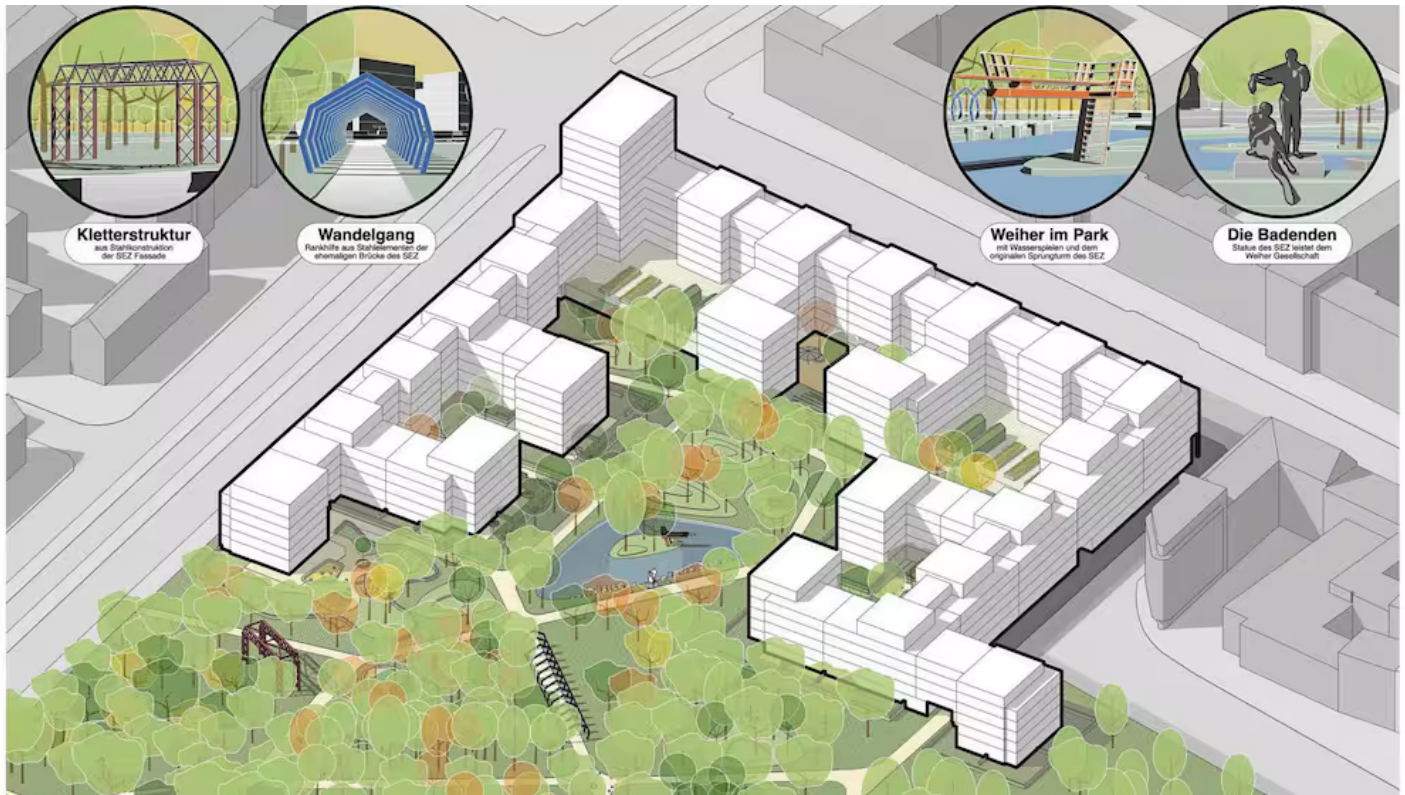 Kletterstruktur
aus Stahlkonstruktion
der SEZ Fassade
Wandelgang
Rankhilfe aus Stahlelementen der
ehemaligen Brücke des SEZ
Weiher im Park
mit Wasserspielen und dem
originalen Sprungturm des SEZ
Die Badenden
Statue des SEZ leistet dem
Weiher Gesellschaft